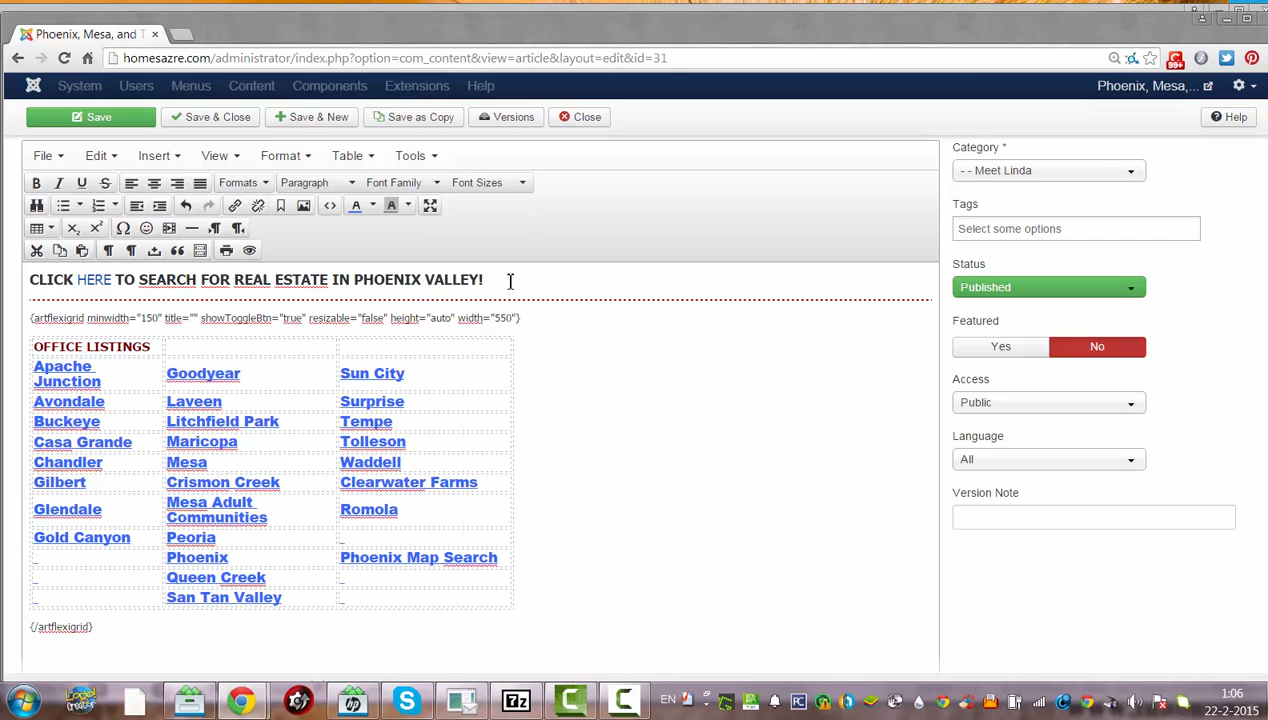 Phoenix, Mesa, and T
homesazre.com/administrator/index.php?option=com_content&view=article&layout=edit&id=31
99+
System Users Menus Content Components Extensions Help
Phoenix, Mesa,...
Save Save & Close Save & New Save as Copy Versions Close Help
File Edit Insert View Format Table Tools
B I U S Formats Paragraph Font Family Font Sizes
A A
CLICK HERE TO SEARCH FOR REAL ESTATE IN PHOENIX VALLEY!
{artflexigrid minwidth="150" title="" showToggleBtn="true" resizable="false" height="auto" width="550"}
OFFICE LISTINGS
Apache Junction Goodyear Sun City
Avondale Laveen Surprise
Buckeye Litchfield Park Tempe
Casa Grande Maricopa Tolleson
Chandler Mesa Waddell
Gilbert Crismon Creek Clearwater Farms
Glendale Mesa Adult Communities Romola
Gold Canyon Peoria
Phoenix Phoenix Map Search
Queen Creek
San Tan Valley
{/artflexigrid}
Category *
- - Meet Linda
Tags
Select some options
Status
Published
Featured
Yes No
Access
Public
Language
All
Version Note
EN
1:06
22-2-2015